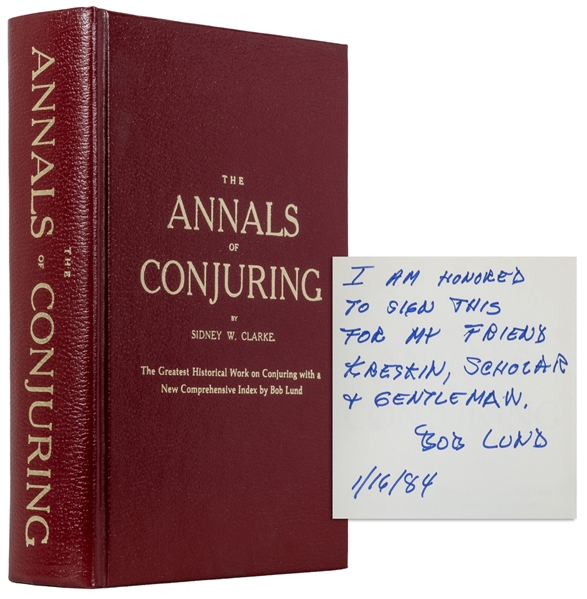 THE
ANNALS OF CONJURING
THE
ANNALS
OF
CONJURING
BY
SIDNEY W. CLARKE.
The Greatest Historical Work on Conjuring with a
New Comprehensive Index by Bob Lund
I AM HONORED
TO SIGN THIS
FOR MY FRIEND
KRESKIN, SCHOLAR
& GENTLEMAN.
BOB LUND
1/16/84